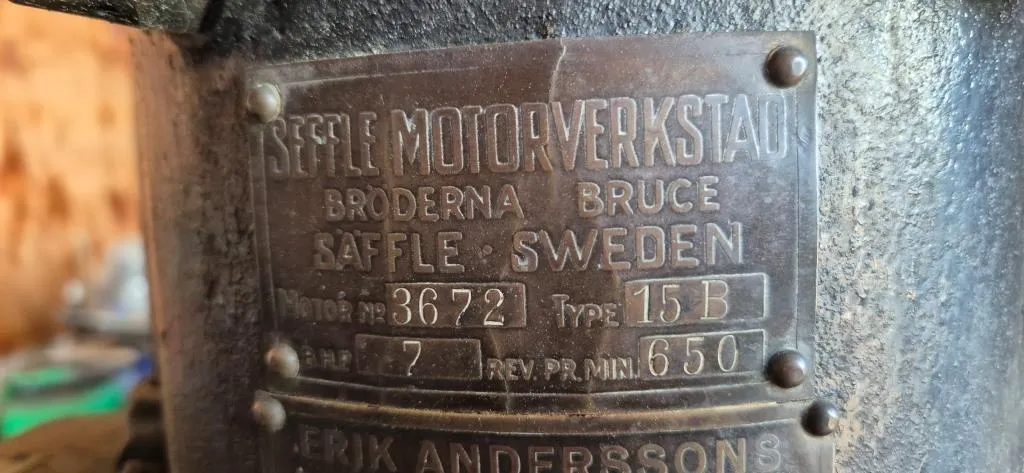 SEFFLE MOTORVERKSTAD
BRÖDERNA BRUCE
SÄFFLE · SWEDEN
MOTOR Nº 3672 TYPE 15 B
B.H.P. 7 REV. PR. MIN. 650
ERIK ANDERSSONS